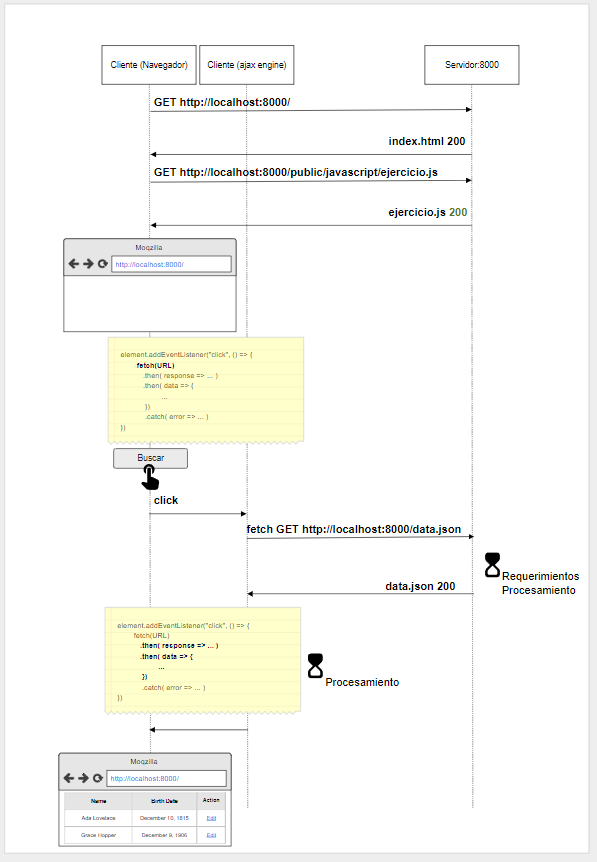 Cliente (Navegador)
Cliente (ajax engine)
Servidor:8000
GET http://localhost:8000/
index.html 200
GET http://localhost:8000/public/javascript/ejercicio.js
ejercicio.js 200
Moqzilla
http://localhost:8000/
element.addEventListener("click", () => {
fetch(URL)
.then( response => ... )
.then( data => {
...
})
.catch( error => ... )
})
Buscar
click
fetch GET http://localhost:8000/data.json
Requerimientos
Procesamiento
data.json 200
element.addEventListener("click", () => {
fetch(URL)
.then( response => ... )
.then( data => {
...
})
.catch( error => ... )
})
Procesamiento
Moqzilla
http://localhost:8000/
Name Birth Date Action
Ada Lovelace December 10, 1815 Edit
Grace Hopper December 9, 1906 Edit